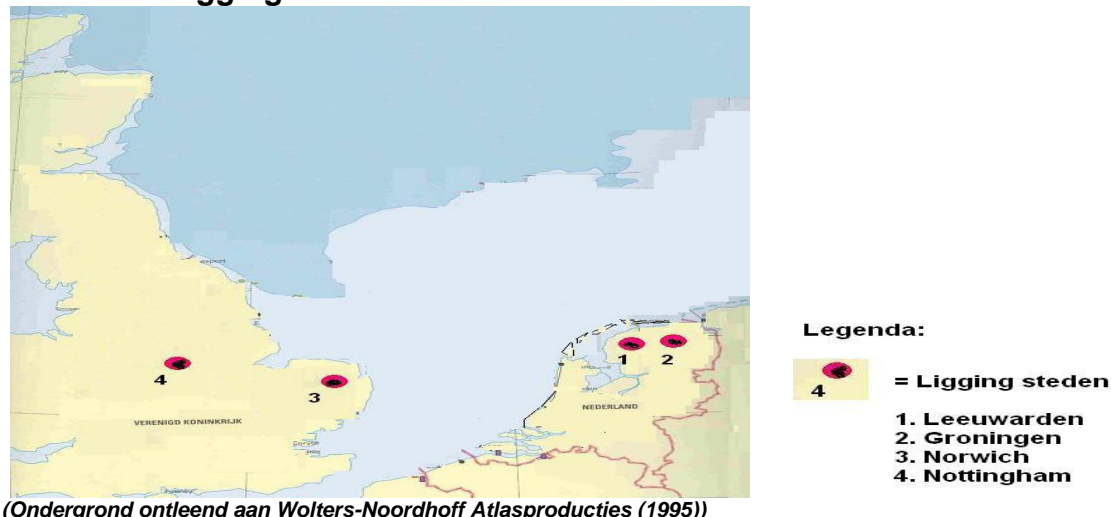 4
3
1
2
VERENIGD KONINKRIJK
NEDERLAND
Legenda:
4
= Ligging steden
1. Leeuwarden
2. Groningen
3. Norwich
4. Nottingham
(Ondergrond ontleend aan Wolters-Noordhoff Atlasproducties (1995))